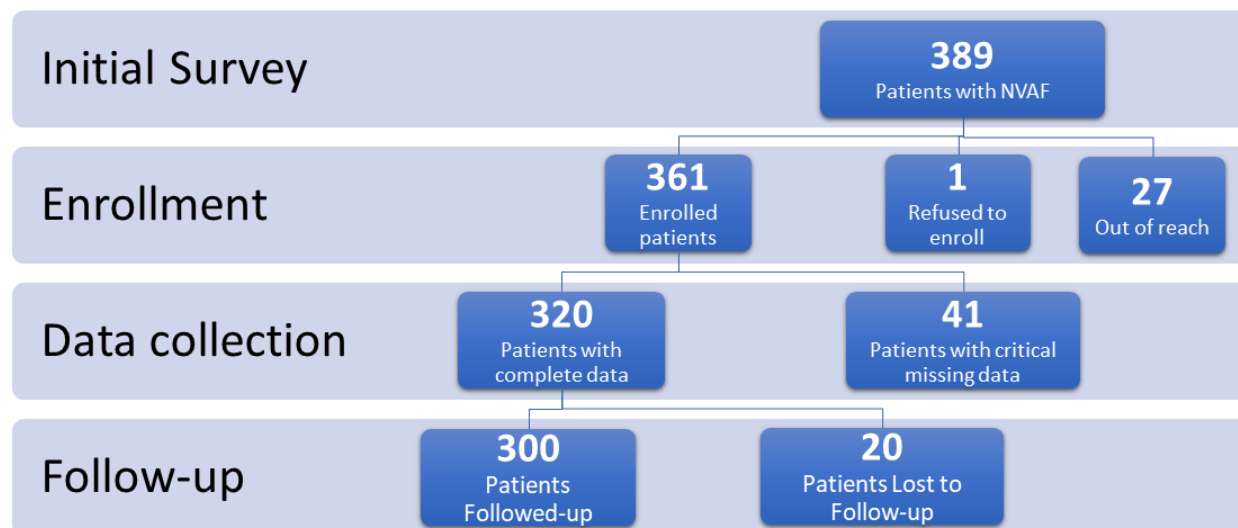 Initial Survey
389
Patients with NVAF
Enrollment
361
Enrolled
patients
1
Refused to
enroll
27
Out of reach
Data collection
320
Patients with
complete data
41
Patients with critical
missing data
Follow-up
300
Patients
Followed-up
20
Patients Lost to
Follow-up